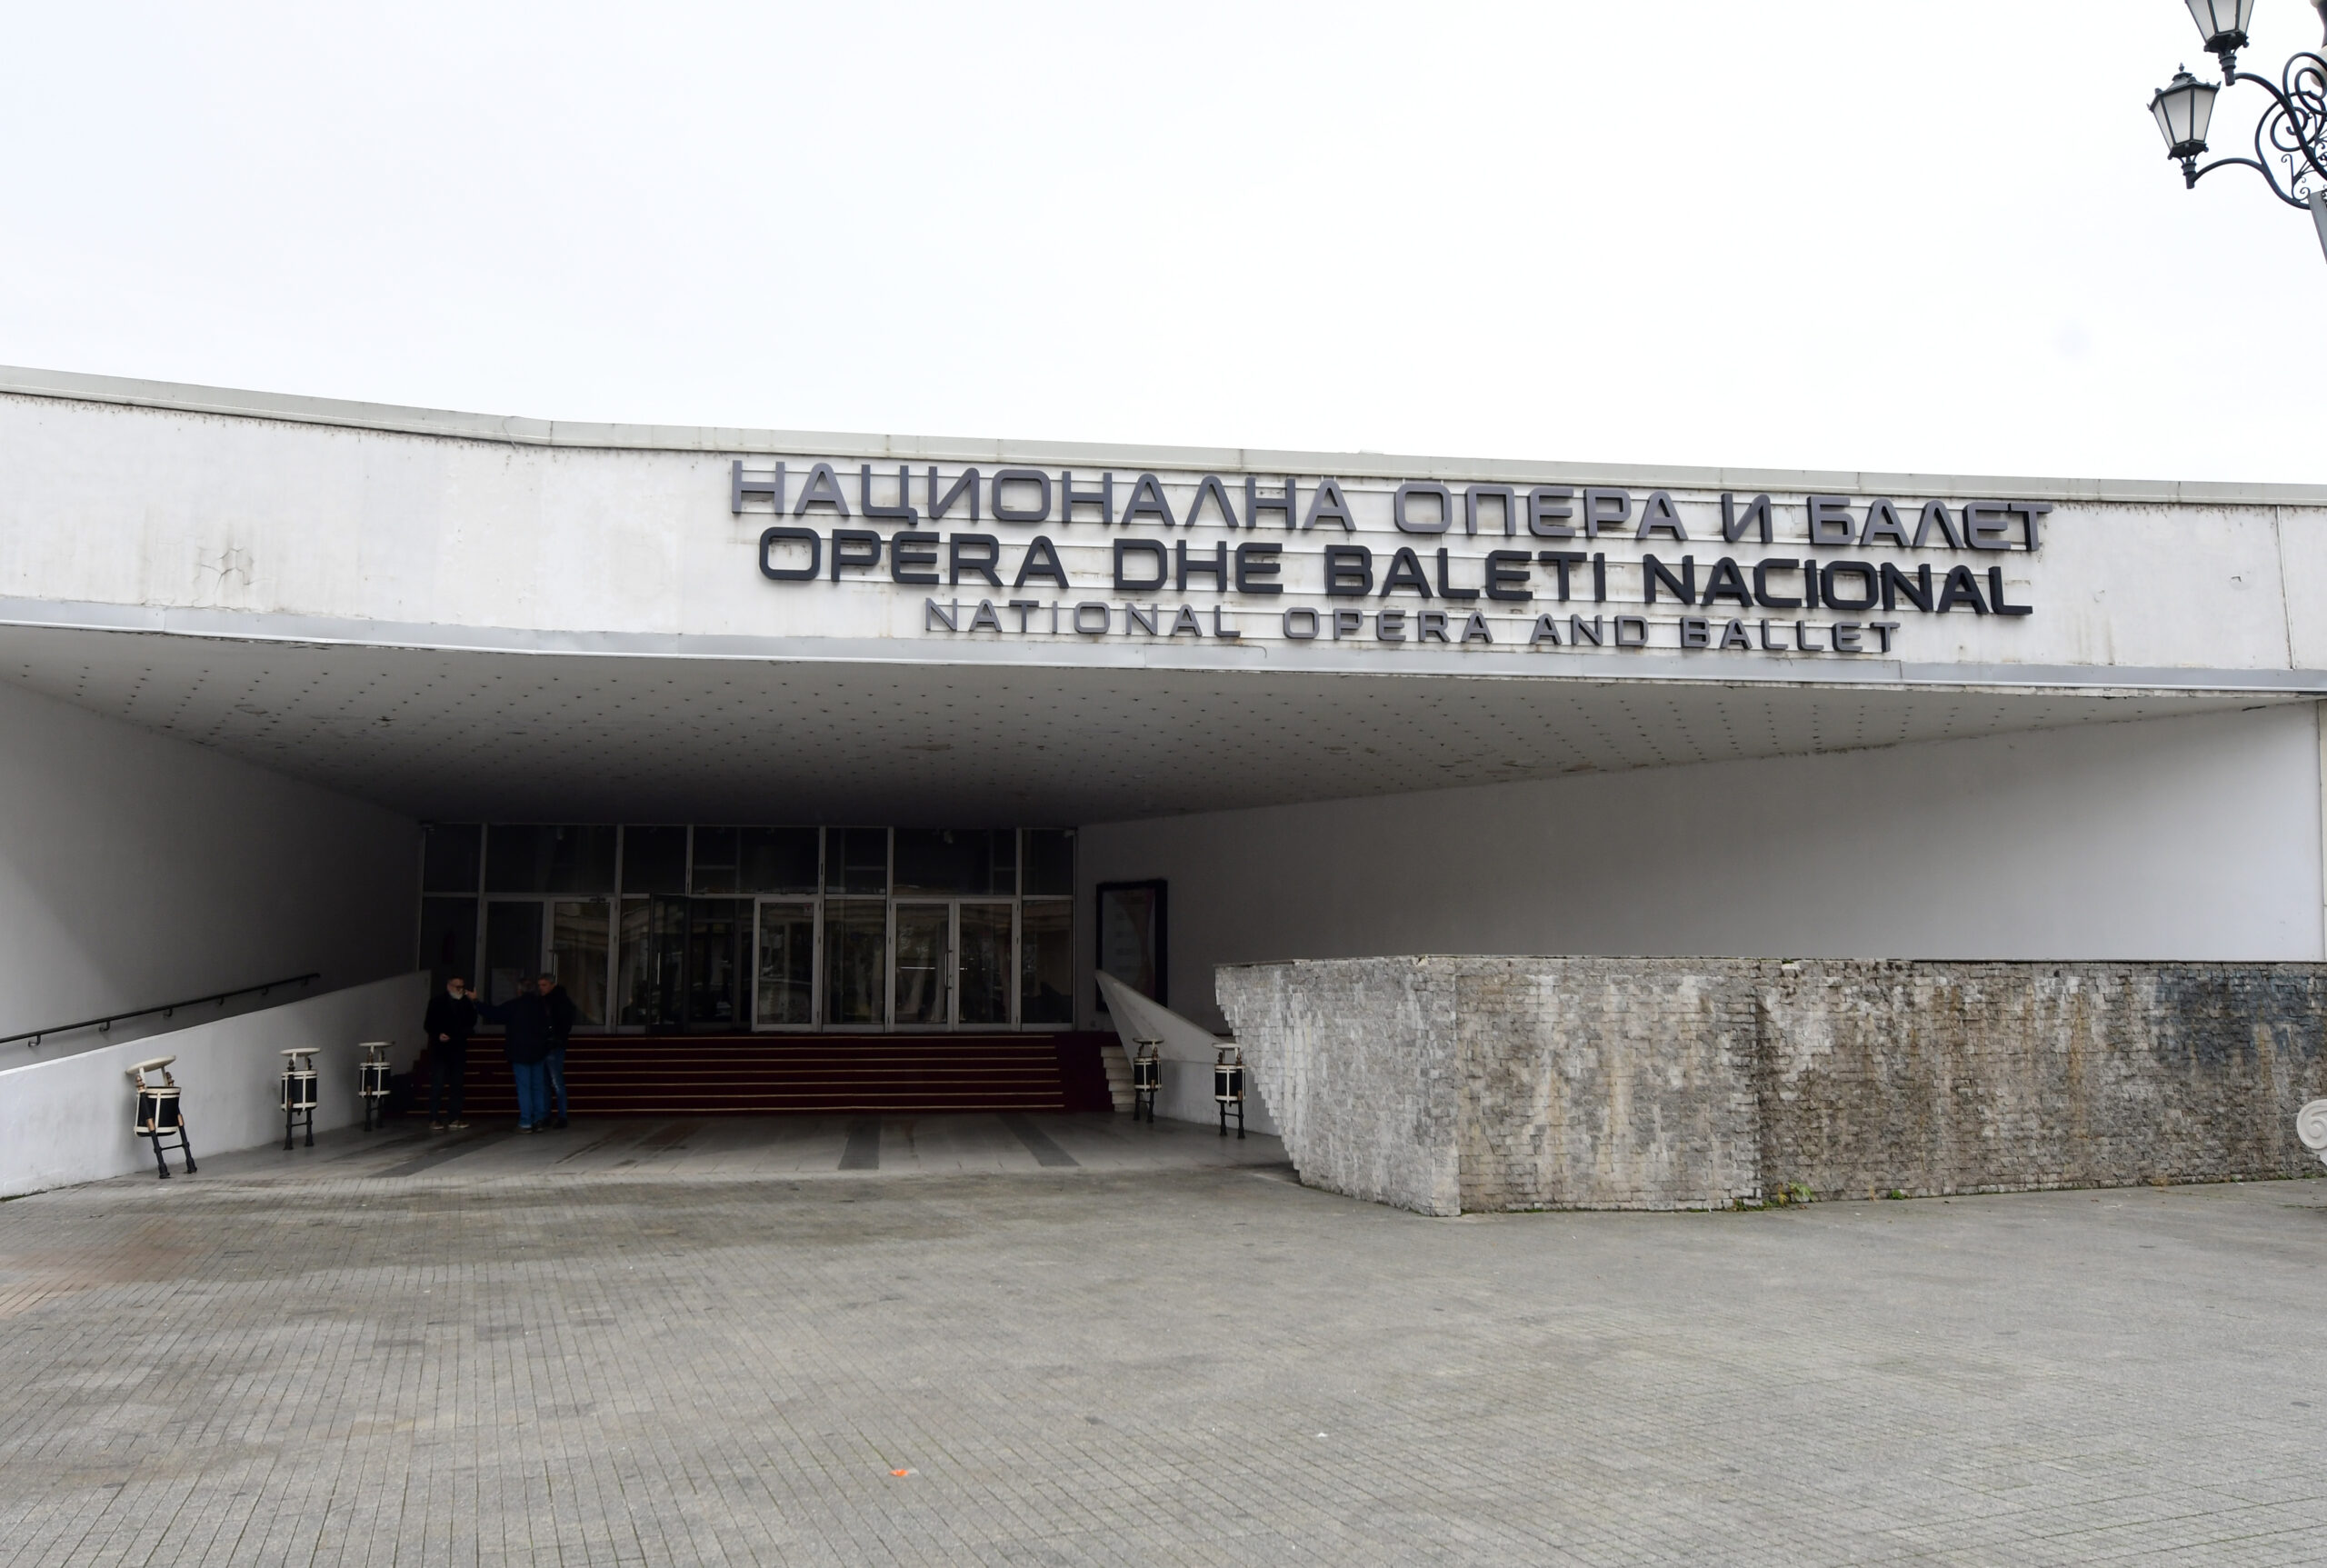 НАЦИОНАЛНА ОПЕРА И БАЛЕТ
OPERA DHE BALETI NACIONAL
NATIONAL OPERA AND BALLET